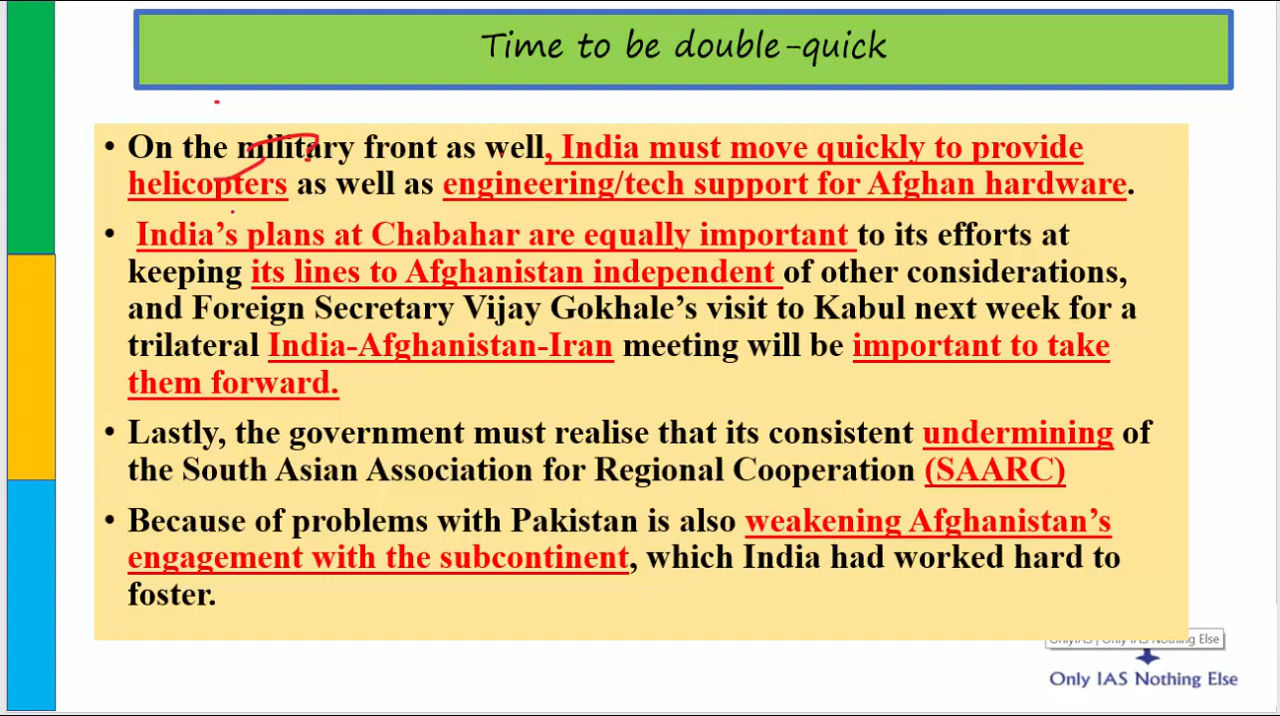 Time to be double-quick
• On the military front as well, India must move quickly to provide
helicopters as well as engineering/tech support for Afghan hardware.
• India's plans at Chabahar are equally important to its efforts at
keeping its lines to Afghanistan independent of other considerations,
and Foreign Secretary Vijay Gokhale's visit to Kabul next week for a
trilateral India-Afghanistan-Iran meeting will be important to take
them forward.
• Lastly, the government must realise that its consistent undermining of
the South Asian Association for Regional Cooperation (SAARC)
• Because of problems with Pakistan is also weakening Afghanistan's
engagement with the subcontinent, which India had worked hard to
foster.
OnlyIAS | Only IAS Nothing Else
Only IAS Nothing Else